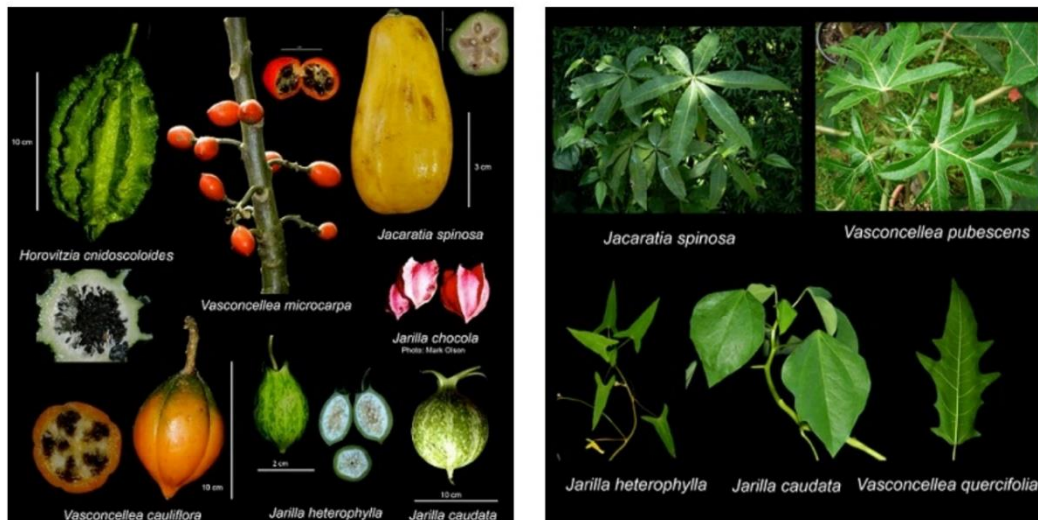 10 cm
3 cm
Jacaratia spinosa
Horovitzia cnidoscoloides
Vasconcellea microcarpa
Jarilla chocola
Photo: Mark Olson
10 cm
2 cm
10 cm
Vasconcellea cauliflora
Jarilla heterophylla
Jarilla caudata
Jacaratia spinosa
Vasconcellea pubescens
Jarilla heterophylla
Jarilla caudata
Vasconcellea quercifolia